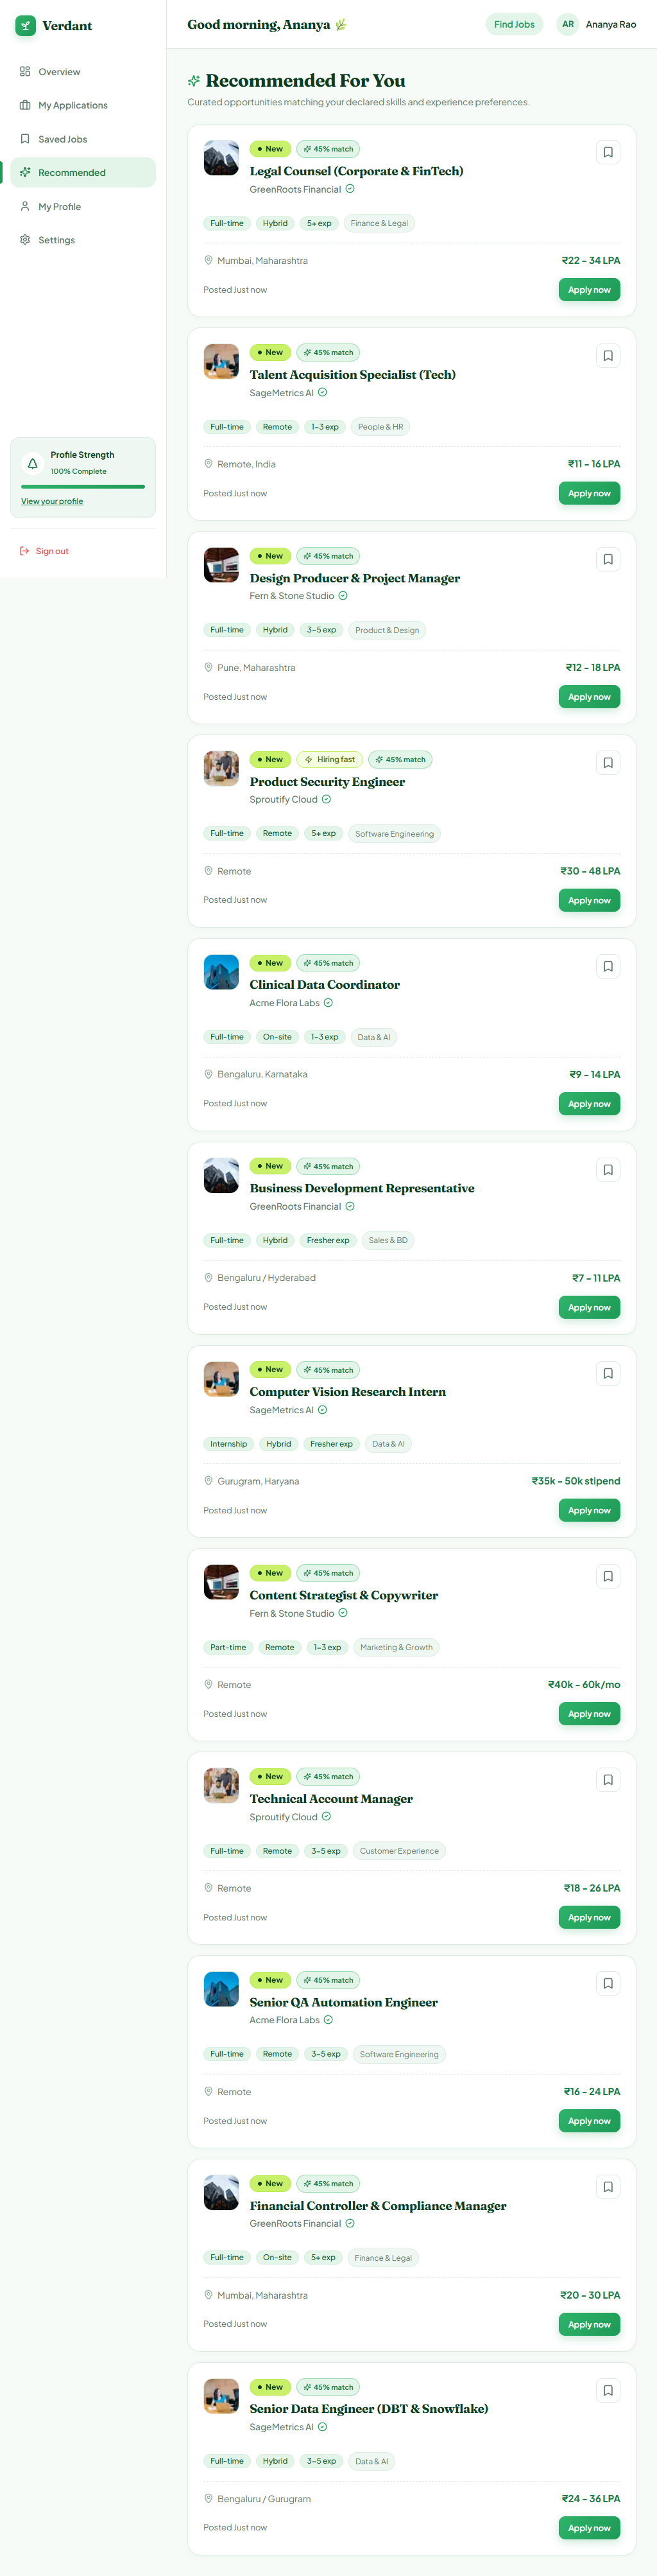 Verdant
Overview
My Applications
Saved Jobs
Recommended
My Profile
Settings
Profile Strength
100% Complete
View your profile
Sign out
Good morning, Ananya
Find Jobs
AR
Ananya Rao
Recommended For You
Curated opportunities matching your declared skills and experience preferences.
New 45% match
Legal Counsel (Corporate & FinTech)
GreenRoots Financial
Full-time Hybrid 5+ exp Finance & Legal
Mumbai, Maharashtra ₹22 - 34 LPA
Posted Just now Apply now
New 45% match
Talent Acquisition Specialist (Tech)
SageMetrics AI
Full-time Remote 1-3 exp People & HR
Remote, India ₹11 - 16 LPA
Posted Just now Apply now
New 45% match
Design Producer & Project Manager
Fern & Stone Studio
Full-time Hybrid 3-5 exp Product & Design
Pune, Maharashtra ₹12 - 18 LPA
Posted Just now Apply now
New Hiring fast 45% match
Product Security Engineer
Sproutify Cloud
Full-time Remote 5+ exp Software Engineering
Remote ₹30 - 48 LPA
Posted Just now Apply now
New 45% match
Clinical Data Coordinator
Acme Flora Labs
Full-time On-site 1-3 exp Data & AI
Bengaluru, Karnataka ₹9 - 14 LPA
Posted Just now Apply now
New 45% match
Business Development Representative
GreenRoots Financial
Full-time Hybrid Fresher exp Sales & BD
Bengaluru / Hyderabad ₹7 - 11 LPA
Posted Just now Apply now
New 45% match
Computer Vision Research Intern
SageMetrics AI
Internship Hybrid Fresher exp Data & AI
Gurugram, Haryana ₹35k - 50k stipend
Posted Just now Apply now
New 45% match
Content Strategist & Copywriter
Fern & Stone Studio
Part-time Remote 1-3 exp Marketing & Growth
Remote ₹40k - 60k/mo
Posted Just now Apply now
New 45% match
Technical Account Manager
Sproutify Cloud
Full-time Remote 3-5 exp Customer Experience
Remote ₹18 - 26 LPA
Posted Just now Apply now
New 45% match
Senior QA Automation Engineer
Acme Flora Labs
Full-time Remote 3-5 exp Software Engineering
Remote ₹16 - 24 LPA
Posted Just now Apply now
New 45% match
Financial Controller & Compliance Manager
GreenRoots Financial
Full-time On-site 5+ exp Finance & Legal
Mumbai, Maharashtra ₹20 - 30 LPA
Posted Just now Apply now
New 45% match
Senior Data Engineer (DBT & Snowflake)
SageMetrics AI
Full-time Hybrid 3-5 exp Data & AI
Bengaluru / Gurugram ₹24 - 36 LPA
Posted Just now Apply now